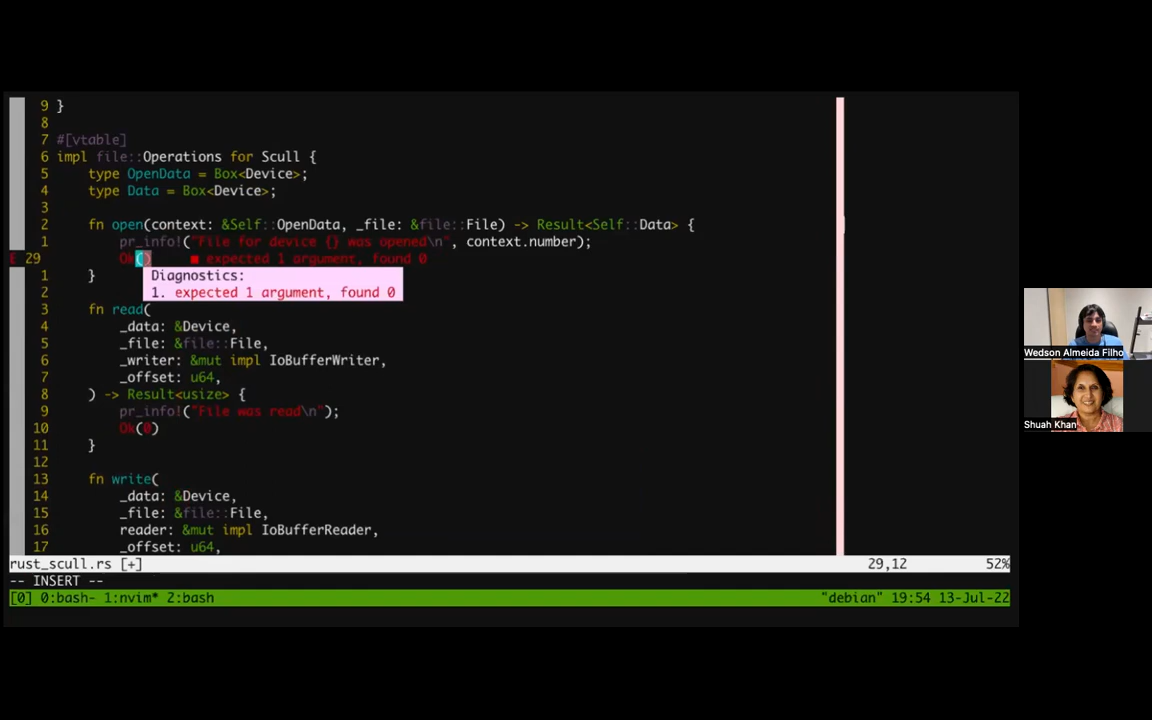 9 }
8
7 #[vtable]
6 impl file::Operations for Scull {
5     type OpenData = Box<Device>;
4     type Data = Box<Device>;
3
2     fn open(context: &Self::OpenData, _file: &file::File) -> Result<Self::Data> {
1         pr_info!("File for device {} was opened\n", context.number);
E 29         Ok()     ■ expected 1 argument, found 0
1     }
Diagnostics:
2
1. expected 1 argument, found 0
3     fn read(
4         _data: &Device,
5         _file: &file::File,
6         _writer: &mut impl IoBufferWriter,
7         _offset: u64,
8     ) -> Result<usize> {
9         pr_info!("File was read\n");
10         Ok(0)
11     }
12
13     fn write(
14         _data: &Device,
15         _file: &file::File,
16         reader: &mut impl IoBufferReader,
17         _offset: u64,
rust_scull.rs [+] 29,12 52%
-- INSERT --
[0] 0:bash- 1:nvim* 2:bash "debian" 19:54 13-Jul-22
Wedson Almeida Filho
Shuah Khan